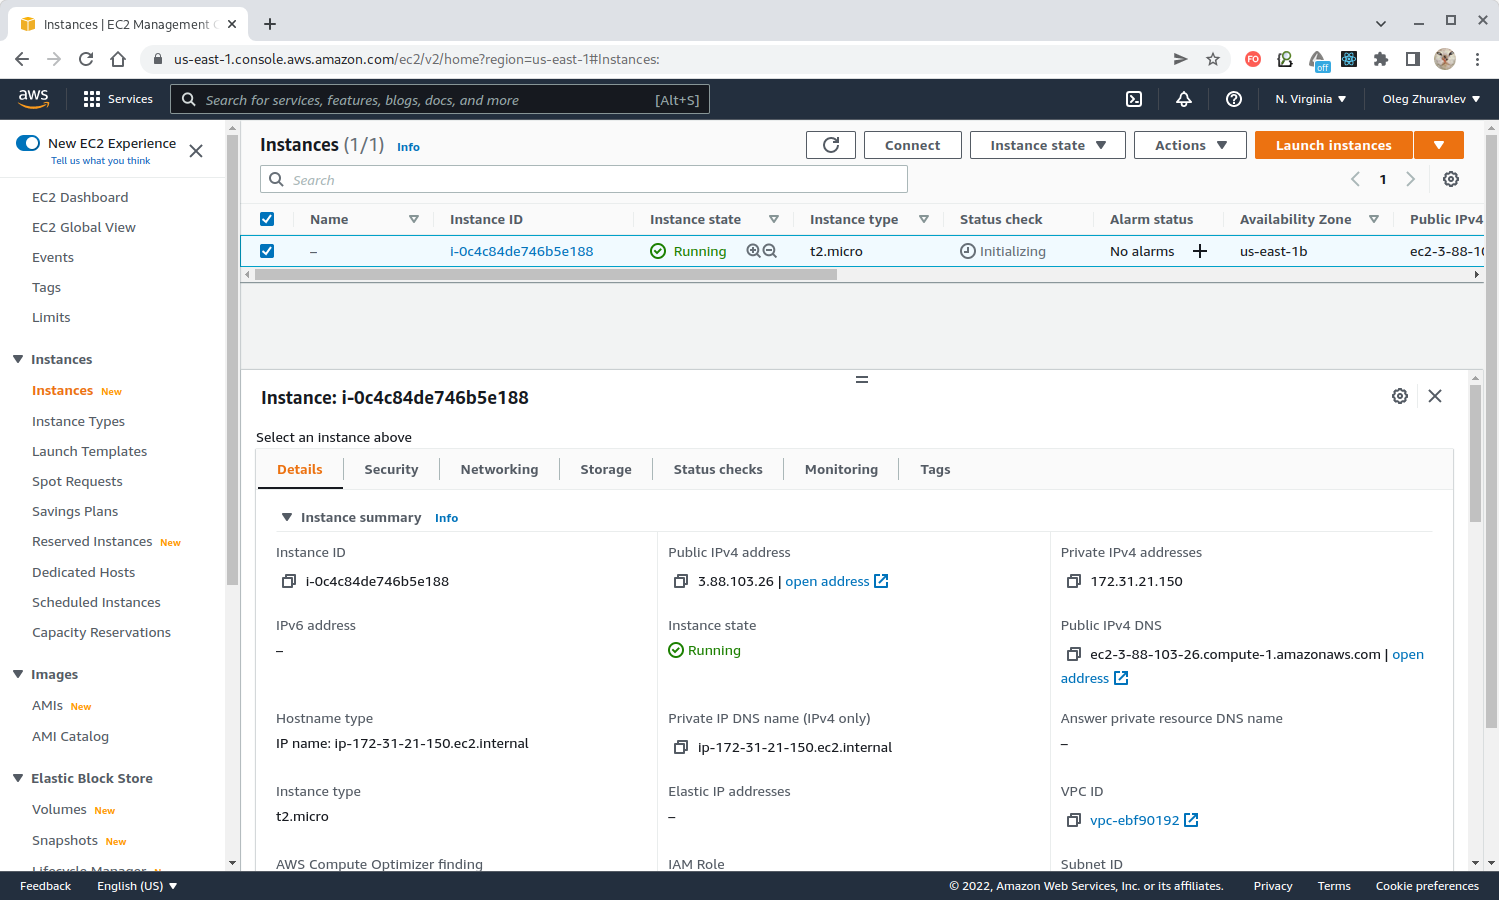 Instances | EC2 Management C
us-east-1.console.aws.amazon.com/ec2/v2/home?region=us-east-1#Instances:
FO
off
aws
Services
Search for services, features, blogs, docs, and more
[Alt+S]
N. Virginia
Oleg Zhuravlev
New EC2 Experience
Tell us what you think
EC2 Dashboard
EC2 Global View
Events
Tags
Limits
Instances
Instances New
Instance Types
Launch Templates
Spot Requests
Savings Plans
Reserved Instances New
Dedicated Hosts
Scheduled Instances
Capacity Reservations
Images
AMIs New
AMI Catalog
Elastic Block Store
Volumes New
Snapshots New
Lifecycle Manager
Instances (1/1) Info
Connect
Instance state
Actions
Launch instances
Search
1
Name Instance ID Instance state Instance type Status check Alarm status Availability Zone Public IPv4
– i-0c4c84de746b5e188 Running t2.micro Initializing No alarms + us-east-1b ec2-3-88-10
Instance: i-0c4c84de746b5e188
Select an instance above
Details Security Networking Storage Status checks Monitoring Tags
Instance summary Info
Instance ID
i-0c4c84de746b5e188
Public IPv4 address
3.88.103.26 | open address
Private IPv4 addresses
172.31.21.150
IPv6 address
–
Instance state
Running
Public IPv4 DNS
ec2-3-88-103-26.compute-1.amazonaws.com | open
address
Hostname type
IP name: ip-172-31-21-150.ec2.internal
Private IP DNS name (IPv4 only)
ip-172-31-21-150.ec2.internal
Answer private resource DNS name
–
Instance type
t2.micro
Elastic IP addresses
–
VPC ID
vpc-ebf90192
AWS Compute Optimizer finding
IAM Role
Subnet ID
Feedback English (US)
© 2022, Amazon Web Services, Inc. or its affiliates. Privacy Terms Cookie preferences